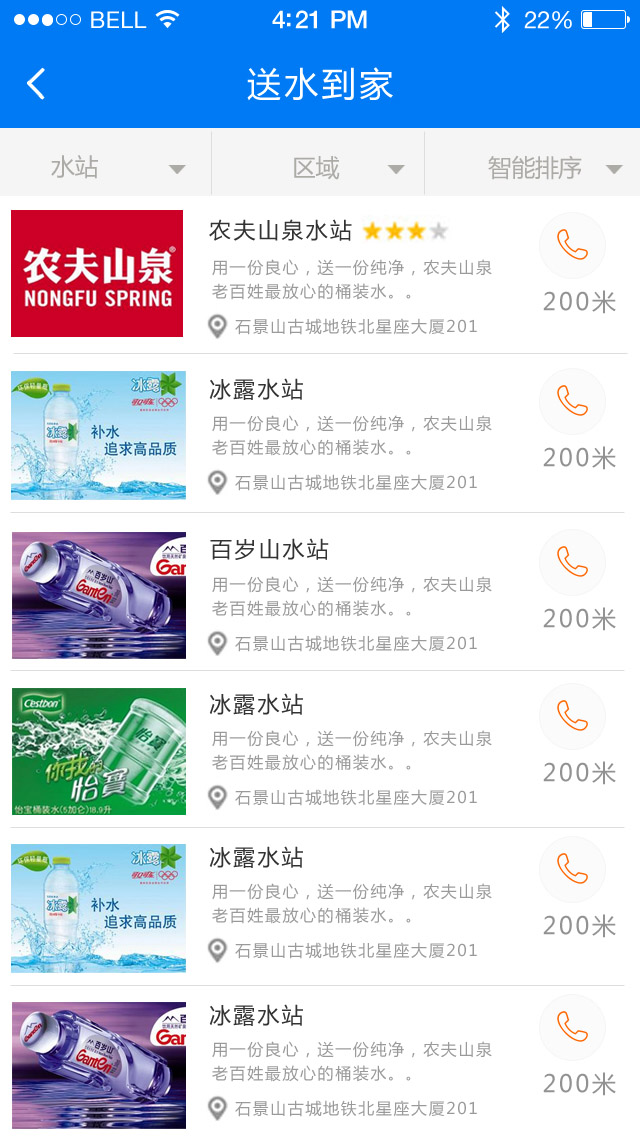 BELL 4:21 PM 22%
送水到家
水站 区域 智能排序
农夫山泉®
NONGFU SPRING
农夫山泉水站
用一份良心，送一份纯净，农夫山泉
老百姓最放心的桶装水。。
石景山古城地铁北星座大厦201
200米
环保轻量瓶
冰露
冰露
补水
追求高品质
冰露水站
用一份良心，送一份纯净，农夫山泉
老百姓最放心的桶装水。。
石景山古城地铁北星座大厦201
200米
百岁山
Ganten
百岁山水站
用一份良心，送一份纯净，农夫山泉
老百姓最放心的桶装水。。
石景山古城地铁北星座大厦201
200米
C'estbon
怡宝
你我的
怡寶
怡宝桶装水(5加仑)18.9升
冰露水站
用一份良心，送一份纯净，农夫山泉
老百姓最放心的桶装水。。
石景山古城地铁北星座大厦201
200米
环保轻量瓶
冰露
冰露
补水
追求高品质
冰露水站
用一份良心，送一份纯净，农夫山泉
老百姓最放心的桶装水。。
石景山古城地铁北星座大厦201
200米
百岁山
Ganten
冰露水站
用一份良心，送一份纯净，农夫山泉
老百姓最放心的桶装水。。
石景山古城地铁北星座大厦201
200米